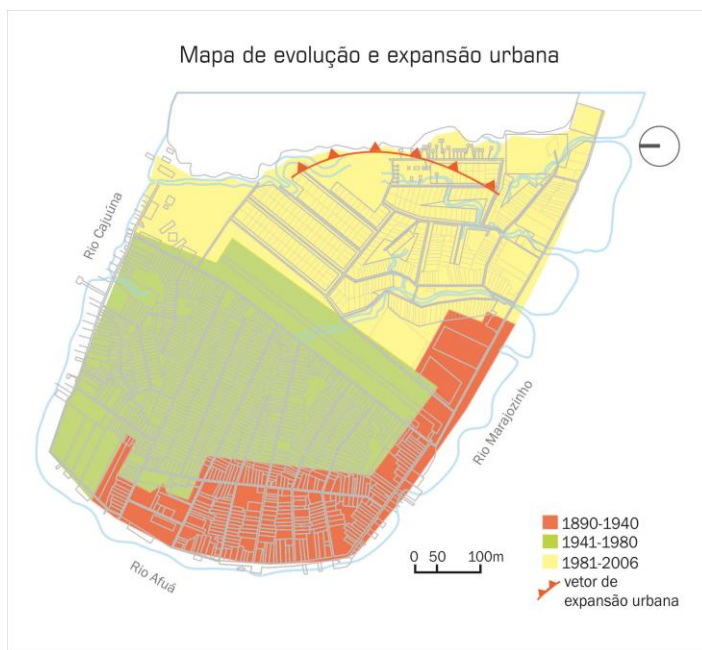 Mapa de evolução e expansão urbana
Rio Cajuúna
Rio Marajozinho
Rio Afuá
0 50 100m
1890-1940
1941-1980
1981-2006
vetor de
expansão urbana